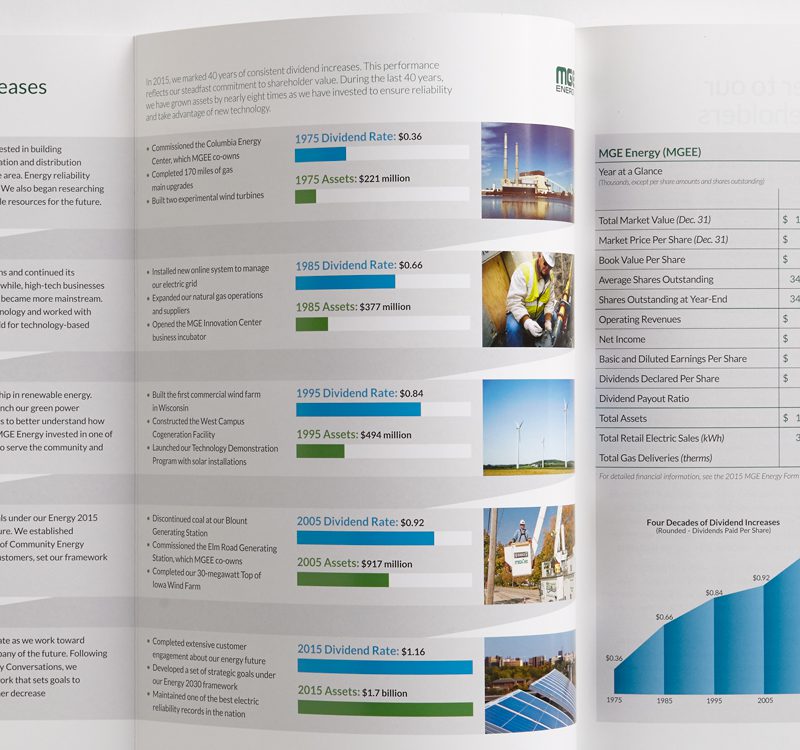 eases
ested in building
ation and distribution
e area. Energy reliability
We also began researching
le resources for the future.
ns and continued its
while, high-tech businesses
became more mainstream.
nology and worked with
ld for technology-based
hip in renewable energy.
nch our green power
s to better understand how
MGE Energy invested in one of
o serve the community and
ls under our Energy 2015
ure. We established
of Community Energy
ustomers, set our framework
ate as we work toward
pany of the future. Following
y Conversations, we
ork that sets goals to
her decrease
In 2015, we marked 40 years of consistent dividend increases. This performance
reflects our steadfast commitment to shareholder value. During the last 40 years,
we have grown assets by nearly eight times as we have invested to ensure reliability
and take advantage of new technology.
MGE
ENERG
• Commissioned the Columbia Energy
Center, which MGEE co-owns
• Completed 170 miles of gas
main upgrades
• Built two experimental wind turbines
1975 Dividend Rate: $0.36
1975 Assets: $221 million
• Installed new online system to manage
our electric grid
• Expanded our natural gas operations
and suppliers
• Opened the MGE Innovation Center
business incubator
1985 Dividend Rate: $0.66
1985 Assets: $377 million
• Built the first commercial wind farm
in Wisconsin
• Constructed the West Campus
Cogeneration Facility
• Launched our Technology Demonstration
Program with solar installations
1995 Dividend Rate: $0.84
1995 Assets: $494 million
• Discontinued coal at our Blount
Generating Station
• Commissioned the Elm Road Generating
Station, which MGEE co-owns
• Completed our 30-megawatt Top of
Iowa Wind Farm
2005 Dividend Rate: $0.92
2005 Assets: $917 million
mge
• Completed extensive customer
engagement about our energy future
• Developed a set of strategic goals under
our Energy 2030 framework
• Maintained one of the best electric
reliability records in the nation
2015 Dividend Rate: $1.16
2015 Assets: $1.7 billion
MGE Energy (MGEE)
Year at a Glance
(Thousands, except per share amounts and shares outstanding)
Total Market Value (Dec. 31) $ 1
Market Price Per Share (Dec. 31) $
Book Value Per Share $
Average Shares Outstanding 34
Shares Outstanding at Year-End 34
Operating Revenues $
Net Income $
Basic and Diluted Earnings Per Share $
Dividends Declared Per Share $
Dividend Payout Ratio
Total Assets $ 1
Total Retail Electric Sales (kWh) 3
Total Gas Deliveries (therms)
For detailed financial information, see the 2015 MGE Energy Form
Four Decades of Dividend Increases
(Rounded - Dividends Paid Per Share)
$0.36
$0.66
$0.84
$0.92
1975 1985 1995 2005